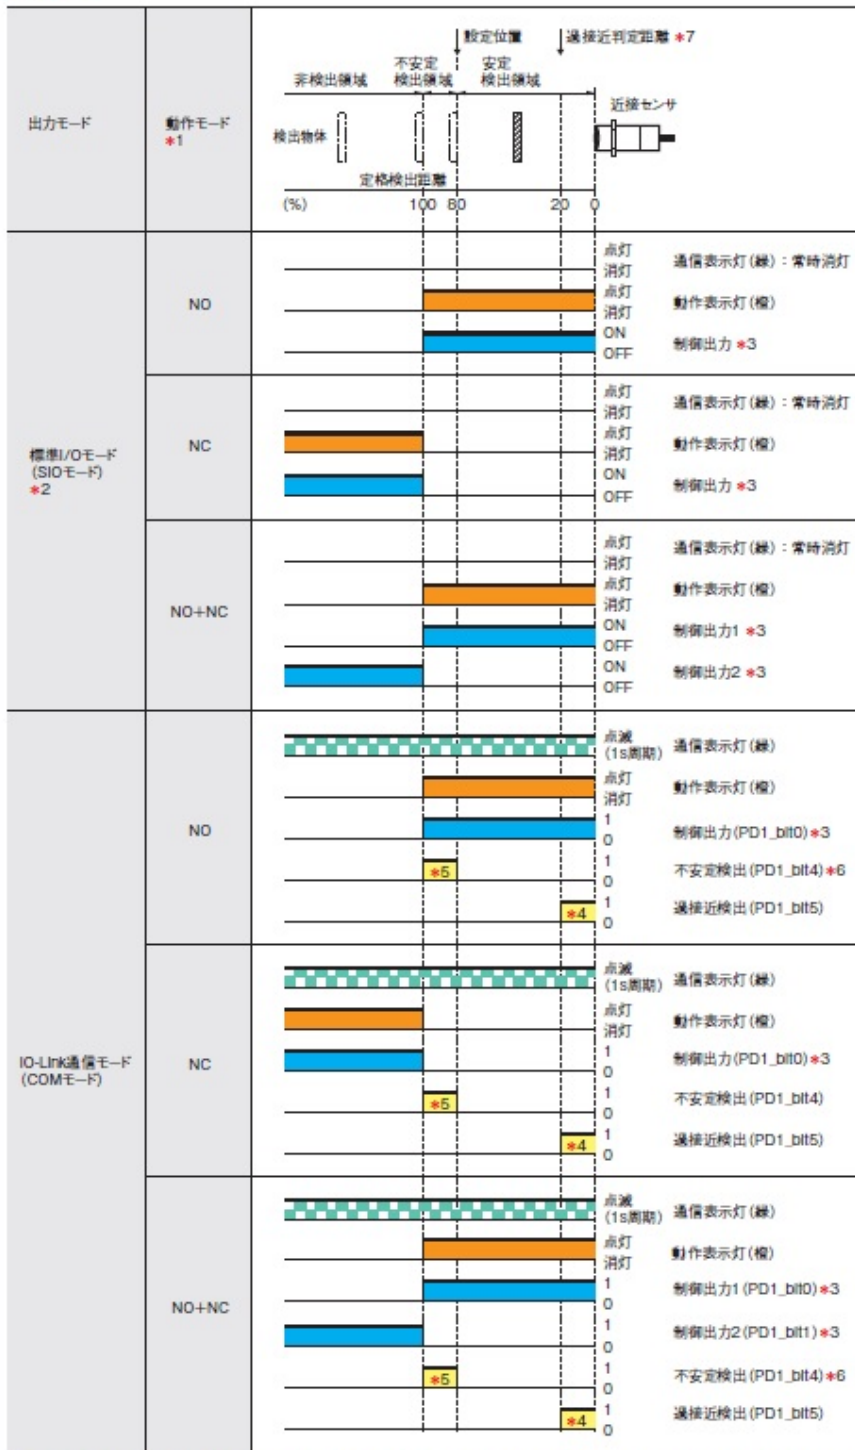 設定位置
過接近判定距離 *7
不安定
検出領域
安定
検出領域
非検出領域
近接センサ
出力モード
動作モード
*1
検出物体
定格検出距離
(%)
100
80
20
0
標準I/Oモード
(SIOモード)
*2
NO
点灯
消灯
通信表示灯(緑):常時消灯
点灯
消灯
動作表示灯(橙)
ON
OFF
制御出力 *3
NC
点灯
消灯
通信表示灯(緑):常時消灯
点灯
消灯
動作表示灯(橙)
ON
OFF
制御出力 *3
NO+NC
点灯
消灯
通信表示灯(緑):常時消灯
点灯
消灯
動作表示灯(橙)
ON
OFF
制御出力1 *3
ON
OFF
制御出力2 *3
IO-Link通信モード
(COMモード)
NO
点滅
(1s周期)
通信表示灯(緑)
点灯
消灯
動作表示灯(橙)
1
0
制御出力(PD1_bit0)*3
*5
1
0
不安定検出(PD1_bit4)*6
*4
1
0
過接近検出(PD1_bit5)
NC
点滅
(1s周期)
通信表示灯(緑)
点灯
消灯
動作表示灯(橙)
1
0
制御出力(PD1_bit0)*3
*5
1
0
不安定検出(PD1_bit4)
*4
1
0
過接近検出(PD1_bit5)
NO+NC
点滅
(1s周期)
通信表示灯(緑)
点灯
消灯
動作表示灯(橙)
1
0
制御出力1(PD1_bit0)*3
1
0
制御出力2(PD1_bit1)*3
*5
1
0
不安定検出(PD1_bit4)*6
*4
1
0
過接近検出(PD1_bit5)